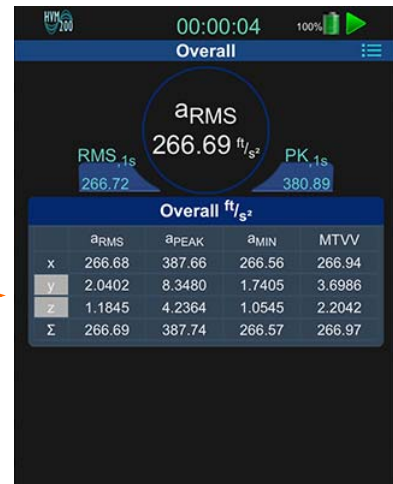 HVM200 00:00:04 100%
Overall
aRMS
266.69 ft/s²
RMS,1s PK,1s
266.72 380.89
Overall ft/s²
aRMS aPEAK aMIN MTVV
x 266.68 387.66 266.56 266.94
y 2.0402 8.3480 1.7405 3.6986
z 1.1845 4.2364 1.0545 2.2042
Σ 266.69 387.74 266.57 266.97